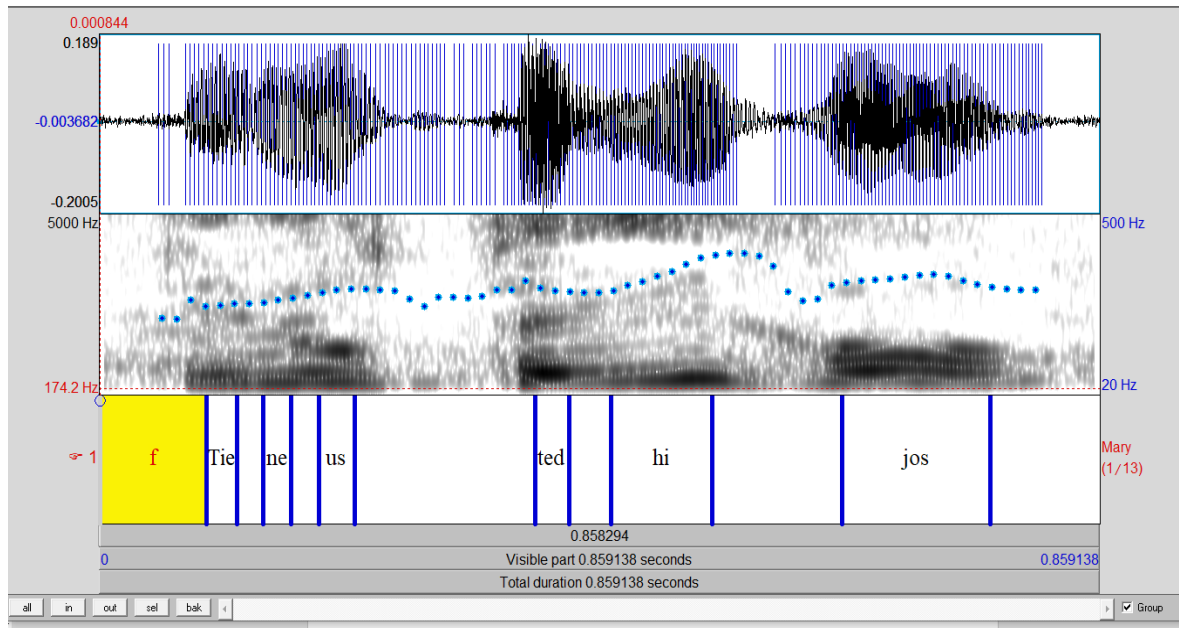 0.000844
0.189
-0.003682
-0.2005
5000 Hz 500 Hz
174.2 Hz 20 Hz
☞ 1 f Tie ne us ted hi jos Mary
(1/13)
0.858294
0 Visible part 0.859138 seconds 0.859138
Total duration 0.859138 seconds
all in out sel bak Group